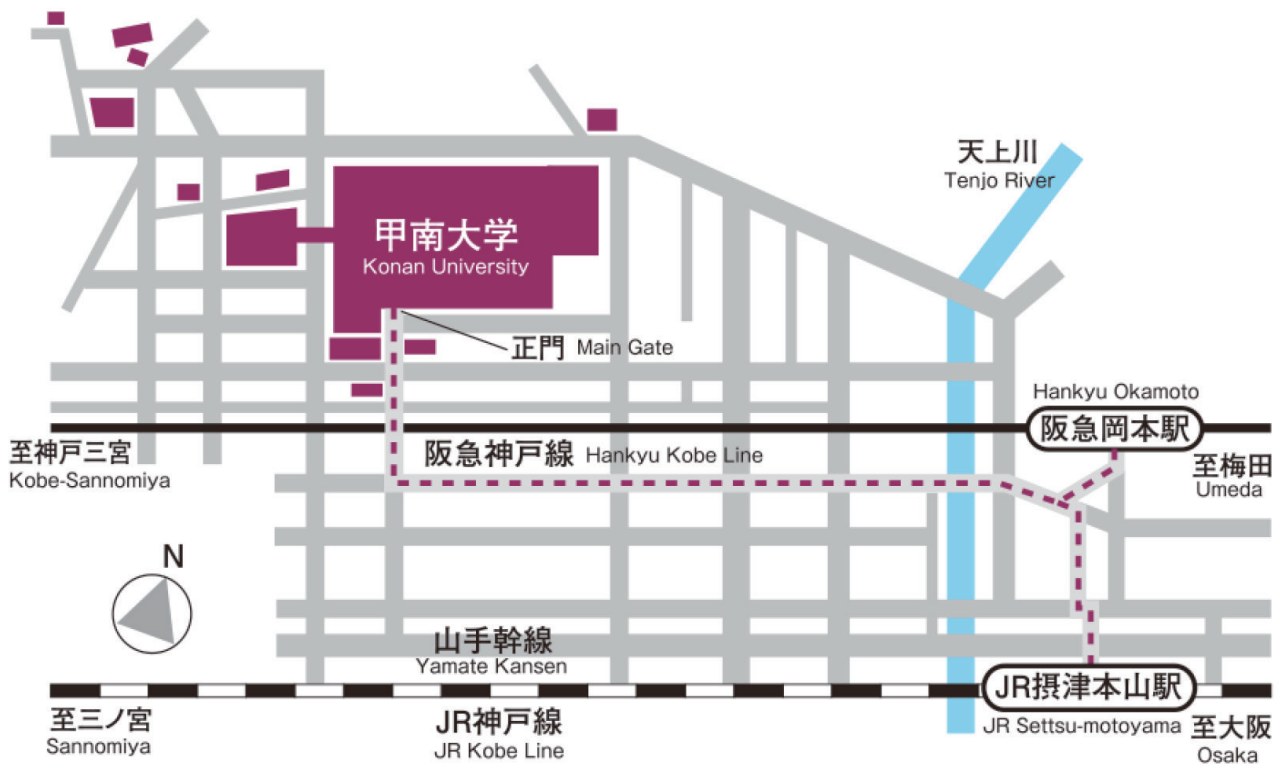 天上川
Tenjo River
甲南大学
Konan University
正門 Main Gate
Hankyu Okamoto
阪急岡本駅
至神戸三宮
Kobe-Sannomiya
阪急神戸線 Hankyu Kobe Line
至梅田
Umeda
N
山手幹線
Yamate Kansen
JR摂津本山駅
JR Settsu-motoyama
至三ノ宮
Sannomiya
JR神戸線
JR Kobe Line
至大阪
Osaka